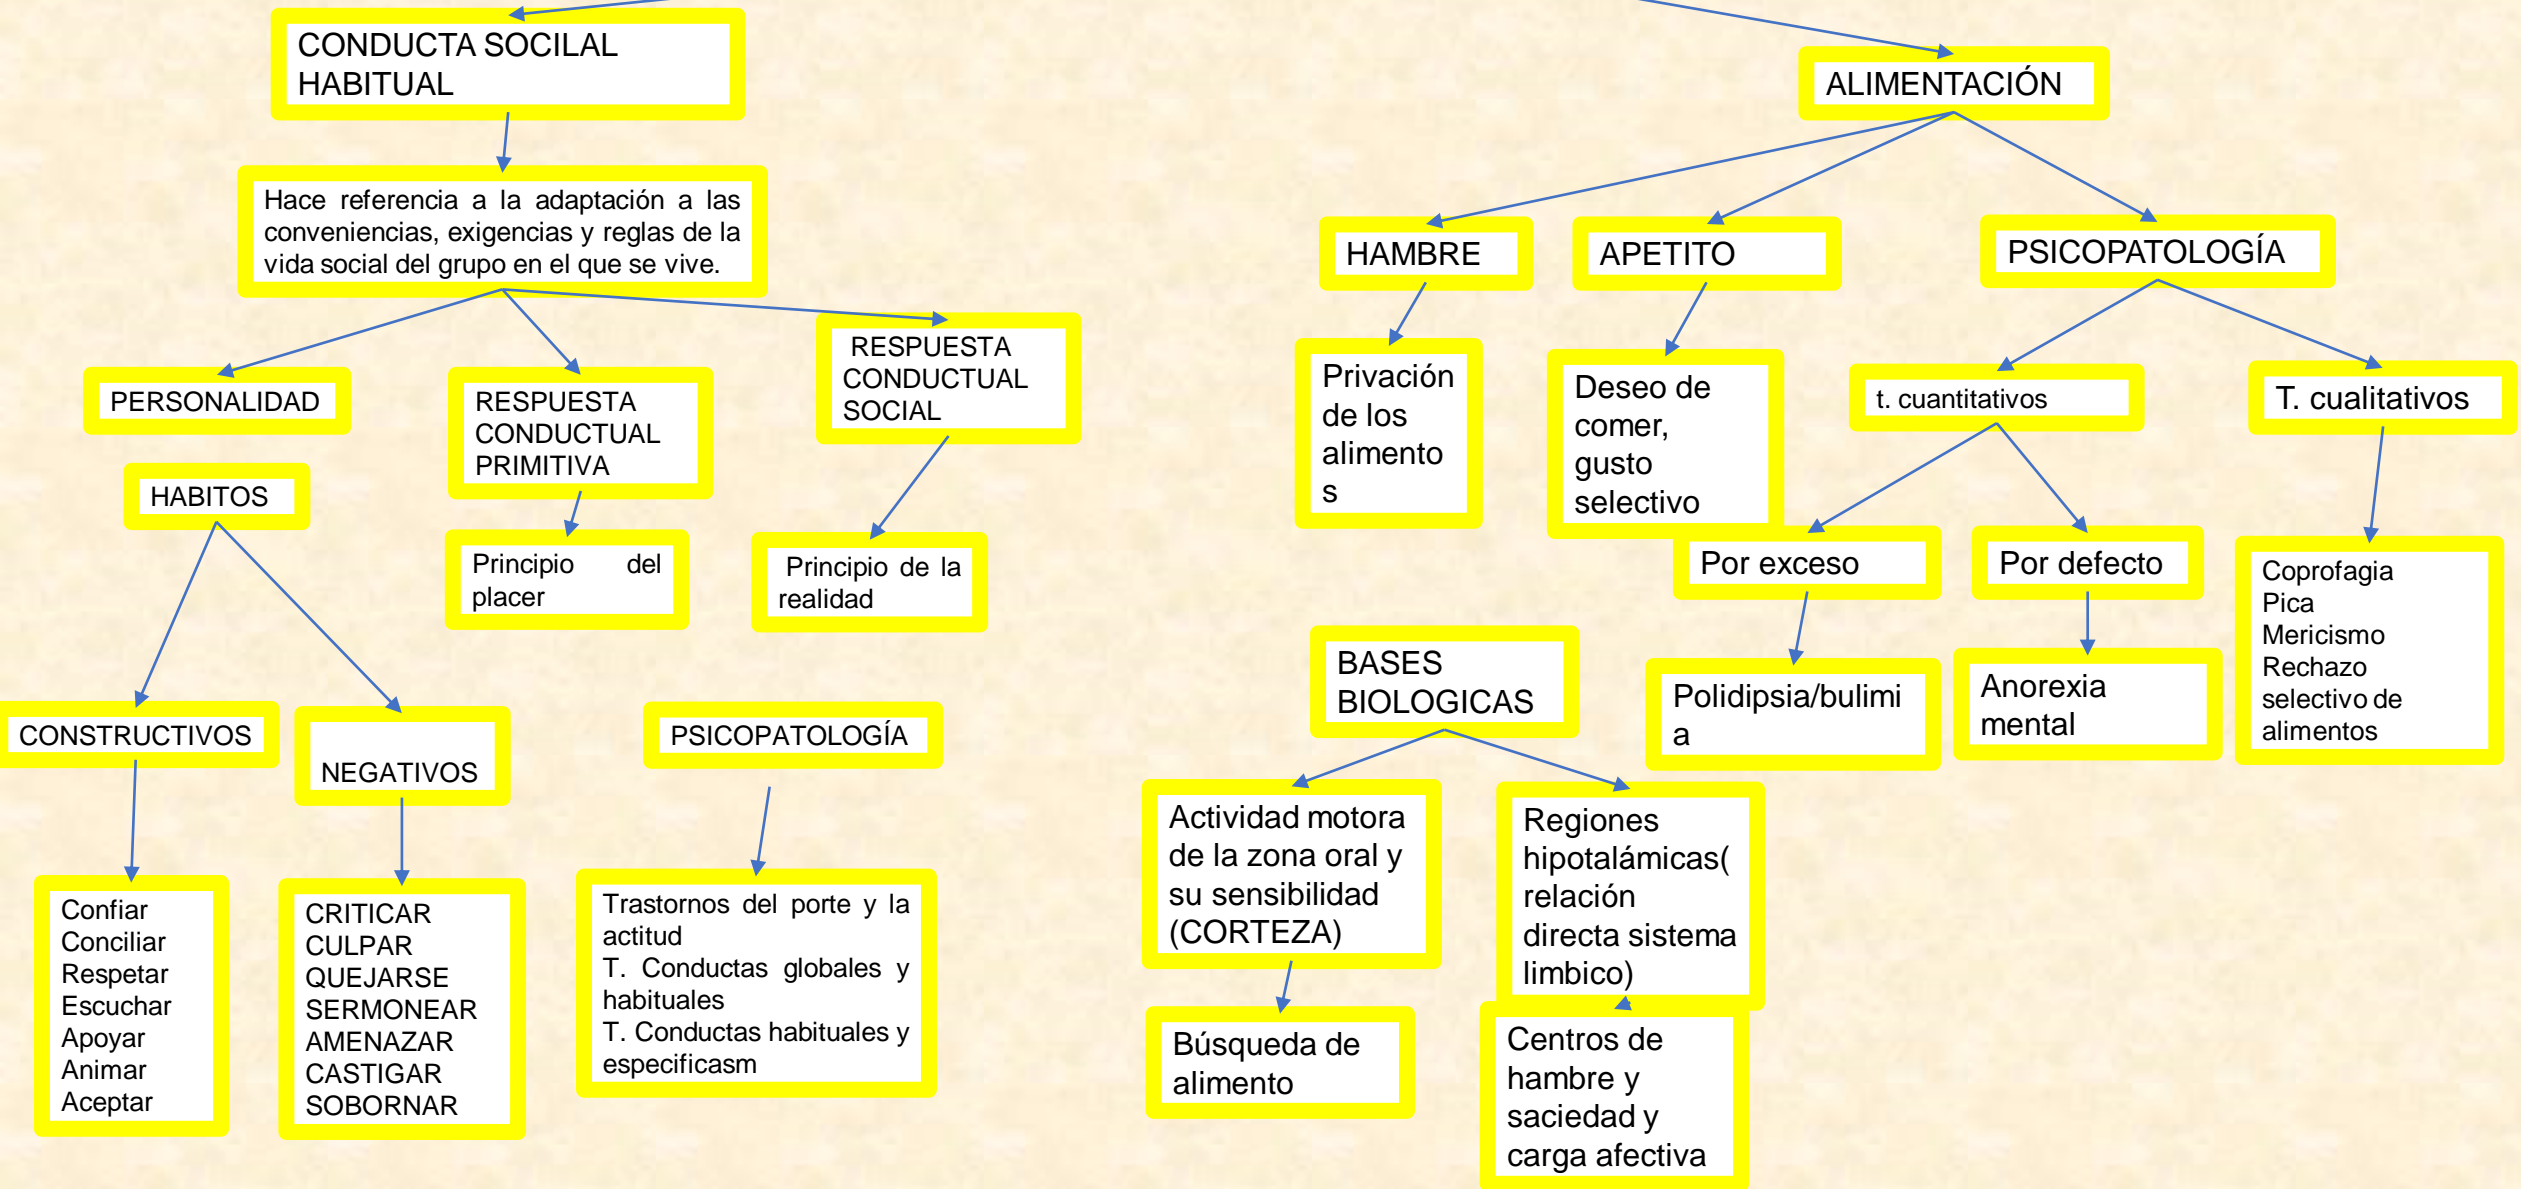 CONDUCTA SOCILAL
HABITUAL
Hace referencia a la adaptación a las
conveniencias, exigencias y reglas de la
vida social del grupo en el que se vive.
PERSONALIDAD
RESPUESTA
CONDUCTUAL
PRIMITIVA
RESPUESTA
CONDUCTUAL
SOCIAL
HABITOS
Principio del
placer
Principio de la
realidad
CONSTRUCTIVOS
NEGATIVOS
PSICOPATOLOGÍA
Confiar
Conciliar
Respetar
Escuchar
Apoyar
Animar
Aceptar
CRITICAR
CULPAR
QUEJARSE
SERMONEAR
AMENAZAR
CASTIGAR
SOBORNAR
Trastornos del porte y la
actitud
T. Conductas globales y
habituales
T. Conductas habituales y
especificasm
ALIMENTACIÓN
HAMBRE
APETITO
PSICOPATOLOGÍA
Privación
de los
alimento
s
Deseo de
comer,
gusto
selectivo
t. cuantitativos
T. cualitativos
Por exceso
Por defecto
Polidipsia/bulimi
a
Anorexia
mental
Coprofagia
Pica
Mericismo
Rechazo
selectivo de
alimentos
BASES
BIOLOGICAS
Actividad motora
de la zona oral y
su sensibilidad
(CORTEZA)
Regiones
hipotalámicas(
relación
directa sistema
limbico)
Búsqueda de
alimento
Centros de
hambre y
saciedad y
carga afectiva